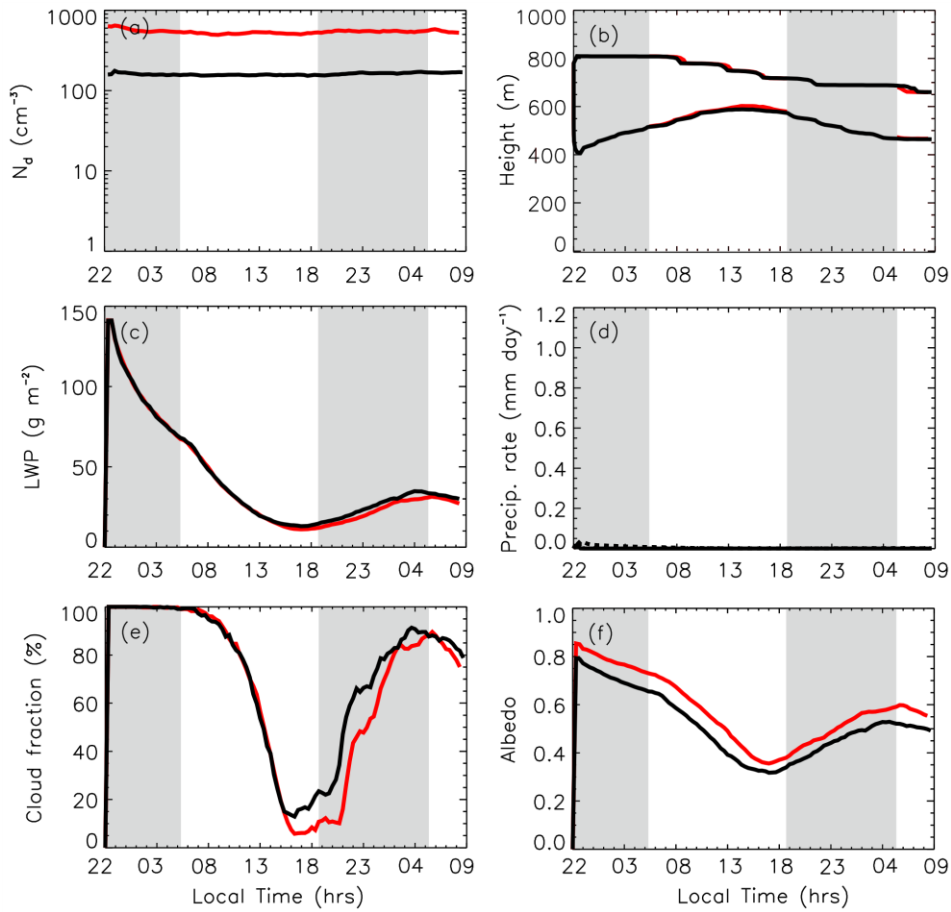 (a)
N_d (cm⁻³)
1000
100
10
1
22 03 08 13 18 23 04 09
(b)
Height (m)
1000
800
600
400
200
0
22 03 08 13 18 23 04 09
(c)
LWP (g m⁻²)
150
100
50
0
22 03 08 13 18 23 04 09
(d)
Precip. rate (mm day⁻¹)
1.2
1.0
0.8
0.6
0.4
0.2
0.0
22 03 08 13 18 23 04 09
(e)
Cloud fraction (%)
100
80
60
40
20
0
22 03 08 13 18 23 04 09
Local Time (hrs)
(f)
Albedo
1.0
0.8
0.6
0.4
0.2
0.0
22 03 08 13 18 23 04 09
Local Time (hrs)